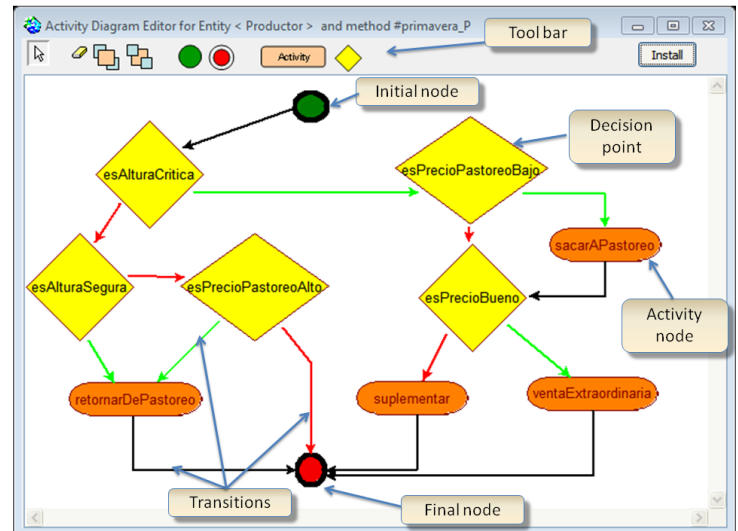 Activity Diagram Editor for Entity < Productor > and method #primavera_P
Tool bar
Activity
Install
Initial node
Decision
point
esAlturaCritica
esPrecioPastoreoBajo
sacarAPastoreo
esAlturaSegura
esPrecioPastoreoAlto
esPrecioBueno
Activity
node
retornarDePastoreo
suplementar
ventaExtraordinaria
Transitions
Final node